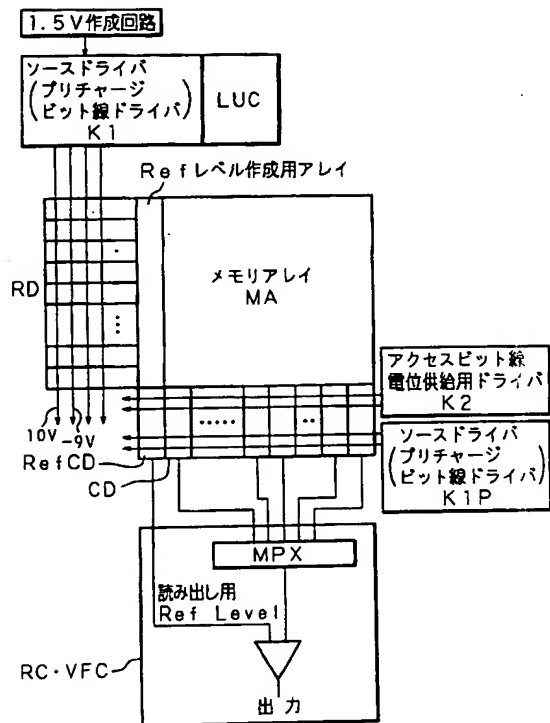 1.5V作成回路
ソースドライバ
(プリチャージ
ビット線ドライバ)
K1
LUC
Refレベル作成用アレイ
メモリアレイ
MA
RD
アクセスビット線
電位供給用ドライバ
K2
10V
-9V
RefCD
CD
ソースドライバ
(プリチャージ
ビット線ドライバ)
K1P
MPX
読み出し用
Ref Level
RC・VFC
出力